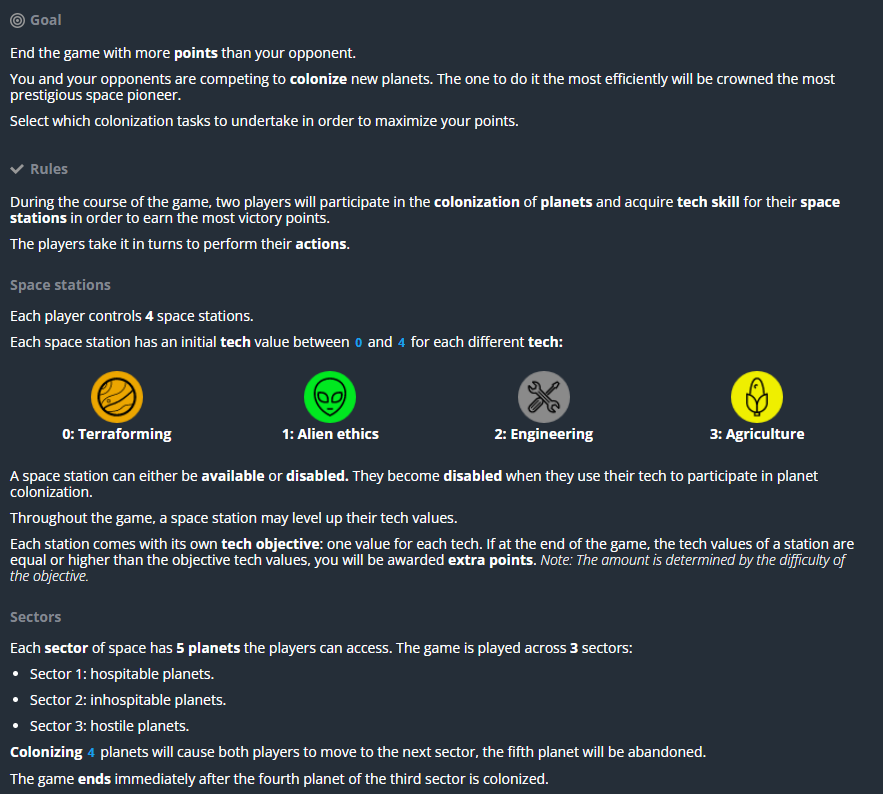 Goal
End the game with more points than your opponent.
You and your opponents are competing to colonize new planets. The one to do it the most efficiently will be crowned the most
prestigious space pioneer.
Select which colonization tasks to undertake in order to maximize your points.
Rules
During the course of the game, two players will participate in the colonization of planets and acquire tech skill for their space
stations in order to earn the most victory points.
The players take it in turns to perform their actions.
Space stations
Each player controls 4 space stations.
Each space station has an initial tech value between 0 and 4 for each different tech:
0: Terraforming
1: Alien ethics
2: Engineering
3: Agriculture
A space station can either be available or disabled. They become disabled when they use their tech to participate in planet
colonization.
Throughout the game, a space station may level up their tech values.
Each station comes with its own tech objective: one value for each tech. If at the end of the game, the tech values of a station are
equal or higher than the objective tech values, you will be awarded extra points. Note: The amount is determined by the difficulty of
the objective.
Sectors
Each sector of space has 5 planets the players can access. The game is played across 3 sectors:
• Sector 1: hospitable planets.
• Sector 2: inhospitable planets.
• Sector 3: hostile planets.
Colonizing 4 planets will cause both players to move to the next sector, the fifth planet will be abandoned.
The game ends immediately after the fourth planet of the third sector is colonized.